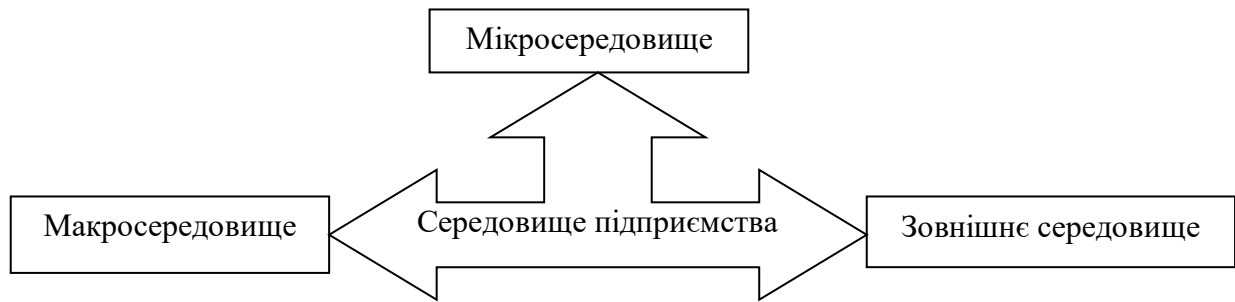 Мікросередовище
Макросередовище
Середовище підприємства
Зовнішнє середовище